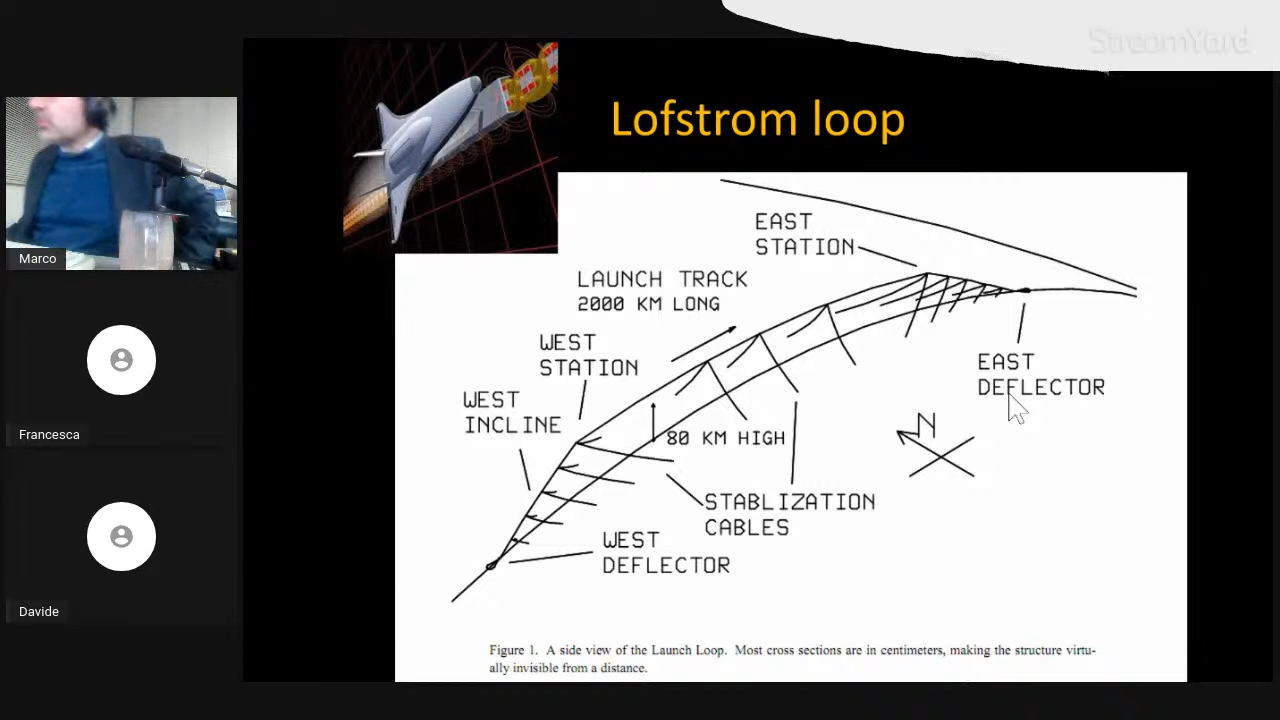 StreamYard
Lofstrom loop
EAST
STATION
LAUNCH TRACK
2000 KM LONG
WEST
STATION
WEST
INCLINE
EAST
DEFLECTOR
N
80 KM HIGH
STABLIZATION
CABLES
WEST
DEFLECTOR
Figure 1. A side view of the Launch Loop. Most cross sections are in centimeters, making the structure virtu-
ally invisible from a distance.
Marco
Francesca
Davide